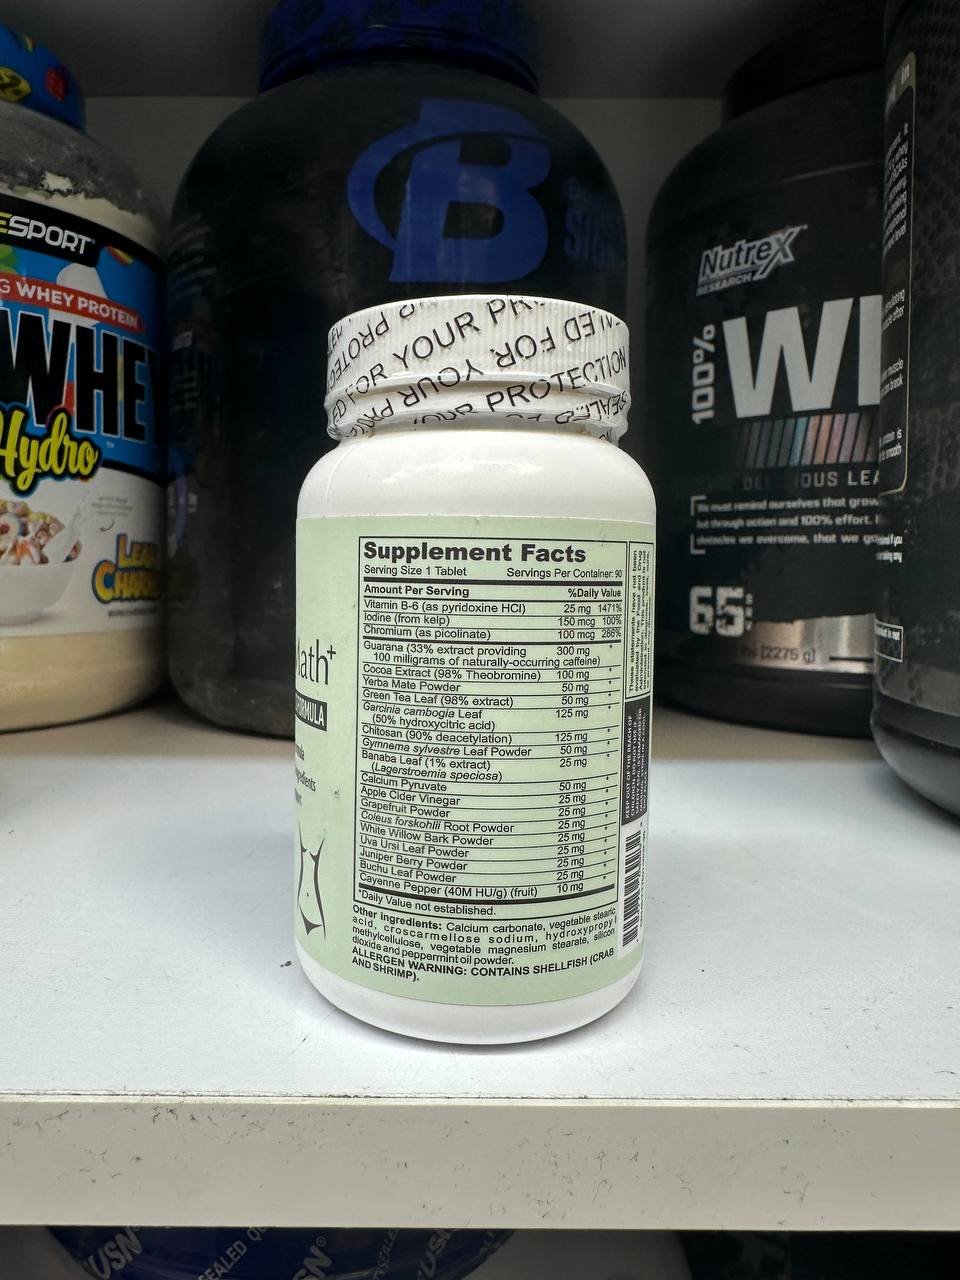 SPORT
WHEY PROTEIN
WHEY
Hydro
B
NUTREX
RESEARCH
100%
DELICIOUS
We must remind ourselves that
but through action and 100% effort.
obstacles we overcome, that we
65
[2275 g]
YOUR
FOR YOUR
PROTECTION
SEALED
Supplement Facts
Serving Size 1 Tablet Servings Per Container: 90
Amount Per Serving %Daily Value
Vitamin B-6 (as pyridoxine HCl) 25 mg 1471%
Iodine (from kelp) 150 mcg 100%
Chromium (as picolinate) 100 mcg 286%
Guarana (33% extract providing 300 mg *
100 milligrams of naturally-occurring caffeine)
Cocoa Extract (98% Theobromine) 100 mg *
Yerba Mate Powder 50 mg *
Green Tea Leaf (98% extract) 50 mg *
Garcinia cambogia Leaf 125 mg *
(50% hydroxycitric acid)
Chitosan (90% deacetylation) 125 mg *
Gymnema sylvestre Leaf Powder 50 mg *
Banaba Leaf (1% extract) 25 mg *
(Lagerstroemia speciosa)
Calcium Pyruvate 50 mg *
Apple Cider Vinegar 25 mg *
Grapefruit Powder 25 mg *
Coleus forskohlii Root Powder 25 mg *
White Willow Bark Powder 25 mg *
Uva Ursi Leaf Powder 25 mg *
Juniper Berry Powder 25 mg *
Buchu Leaf Powder 25 mg *
Cayenne Pepper (40M HU/g) (fruit) 10 mg *
*Daily Value not established.
Other ingredients: Calcium carbonate, vegetable stearic
acid, croscarmellose sodium, hydroxypropyl
methylcellulose, vegetable magnesium stearate, silicon
dioxide and peppermint oil powder.
ALLERGEN WARNING: CONTAINS SHELLFISH (CRAB
AND SHRIMP).
USN
SEALED
USN